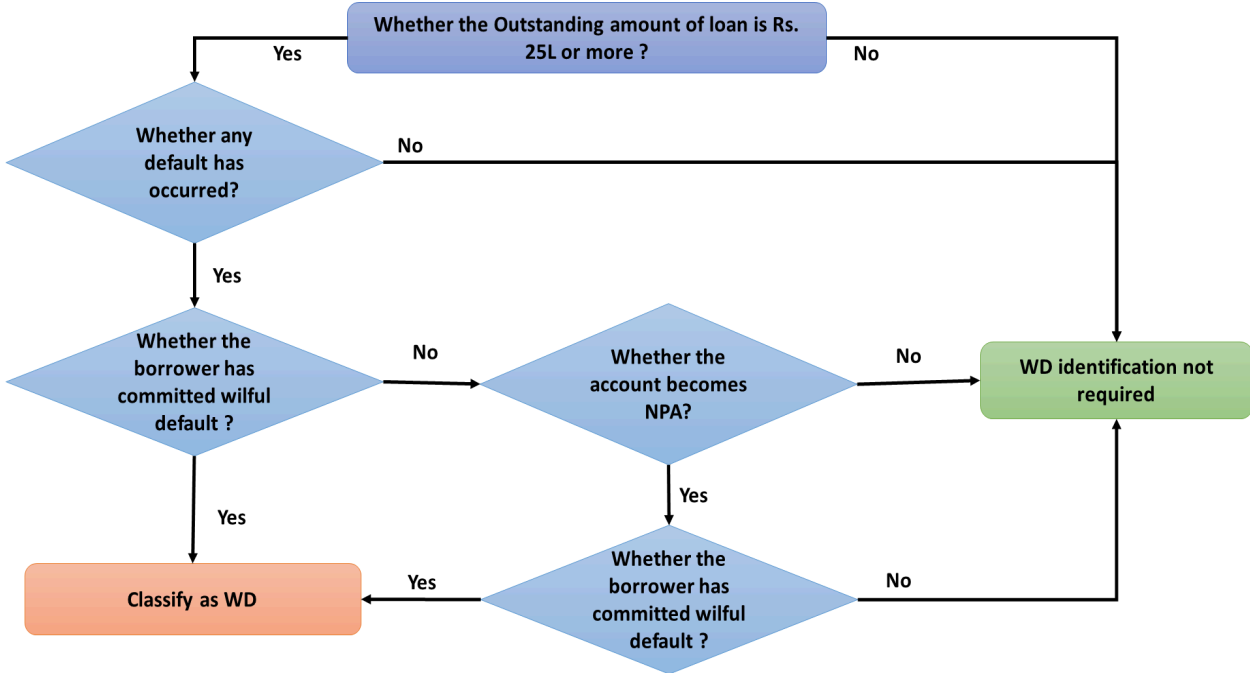 Whether the Outstanding amount of loan is Rs.
25L or more ?
Yes
No
Whether any
default has
occurred?
No
Yes
Whether the
borrower has
committed wilful
default ?
No
Whether the
account becomes
NPA?
No
WD identification not
required
Yes
Yes
Classify as WD
Yes
Whether the
borrower has
committed wilful
default ?
No